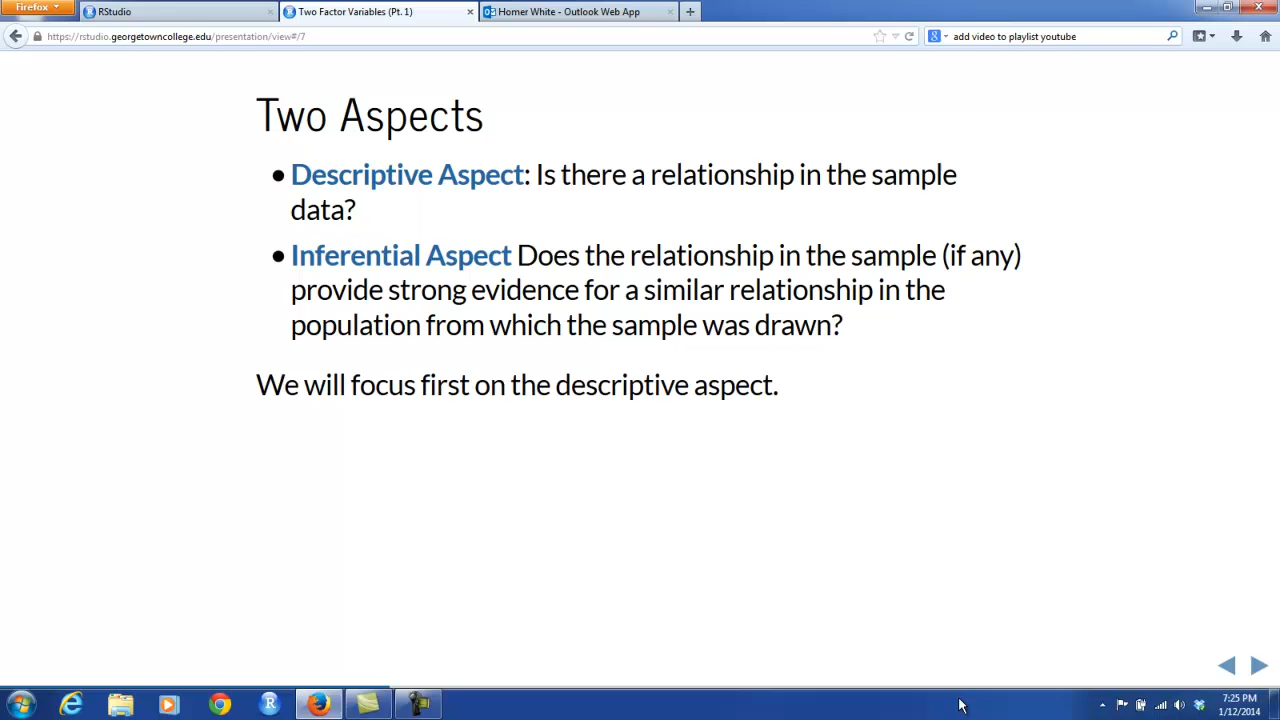 Firefox
RStudio
Two Factor Variables (Pt. 1)
Homer White - Outlook Web App
https://rstudio.georgetowncollege.edu/presentation/view#/7
add video to playlist youtube
Two Aspects
• Descriptive Aspect: Is there a relationship in the sample
data?
• Inferential Aspect Does the relationship in the sample (if any)
provide strong evidence for a similar relationship in the
population from which the sample was drawn?
We will focus first on the descriptive aspect.
7:25 PM
1/12/2014